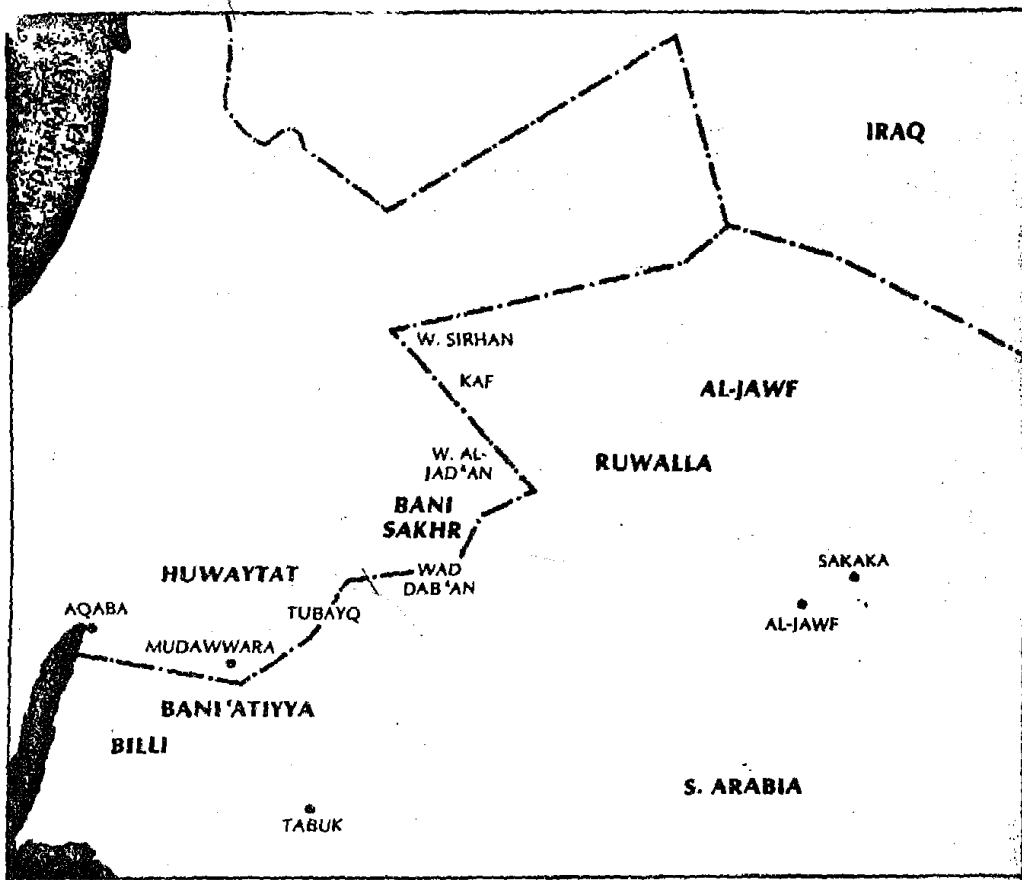 IRAQ
W. SIRHAN
KAF
AL-JAWF
W. AL-
JAD'AN
RUWALLA
BANI
SAKHR
HUWAYTAT
WAD
DAB'AN
SAKAKA
AQABA
TUBAYQ
AL-JAWF
MUDAWWARA
BANI 'ATIYYA
BILLI
S. ARABIA
TABUK